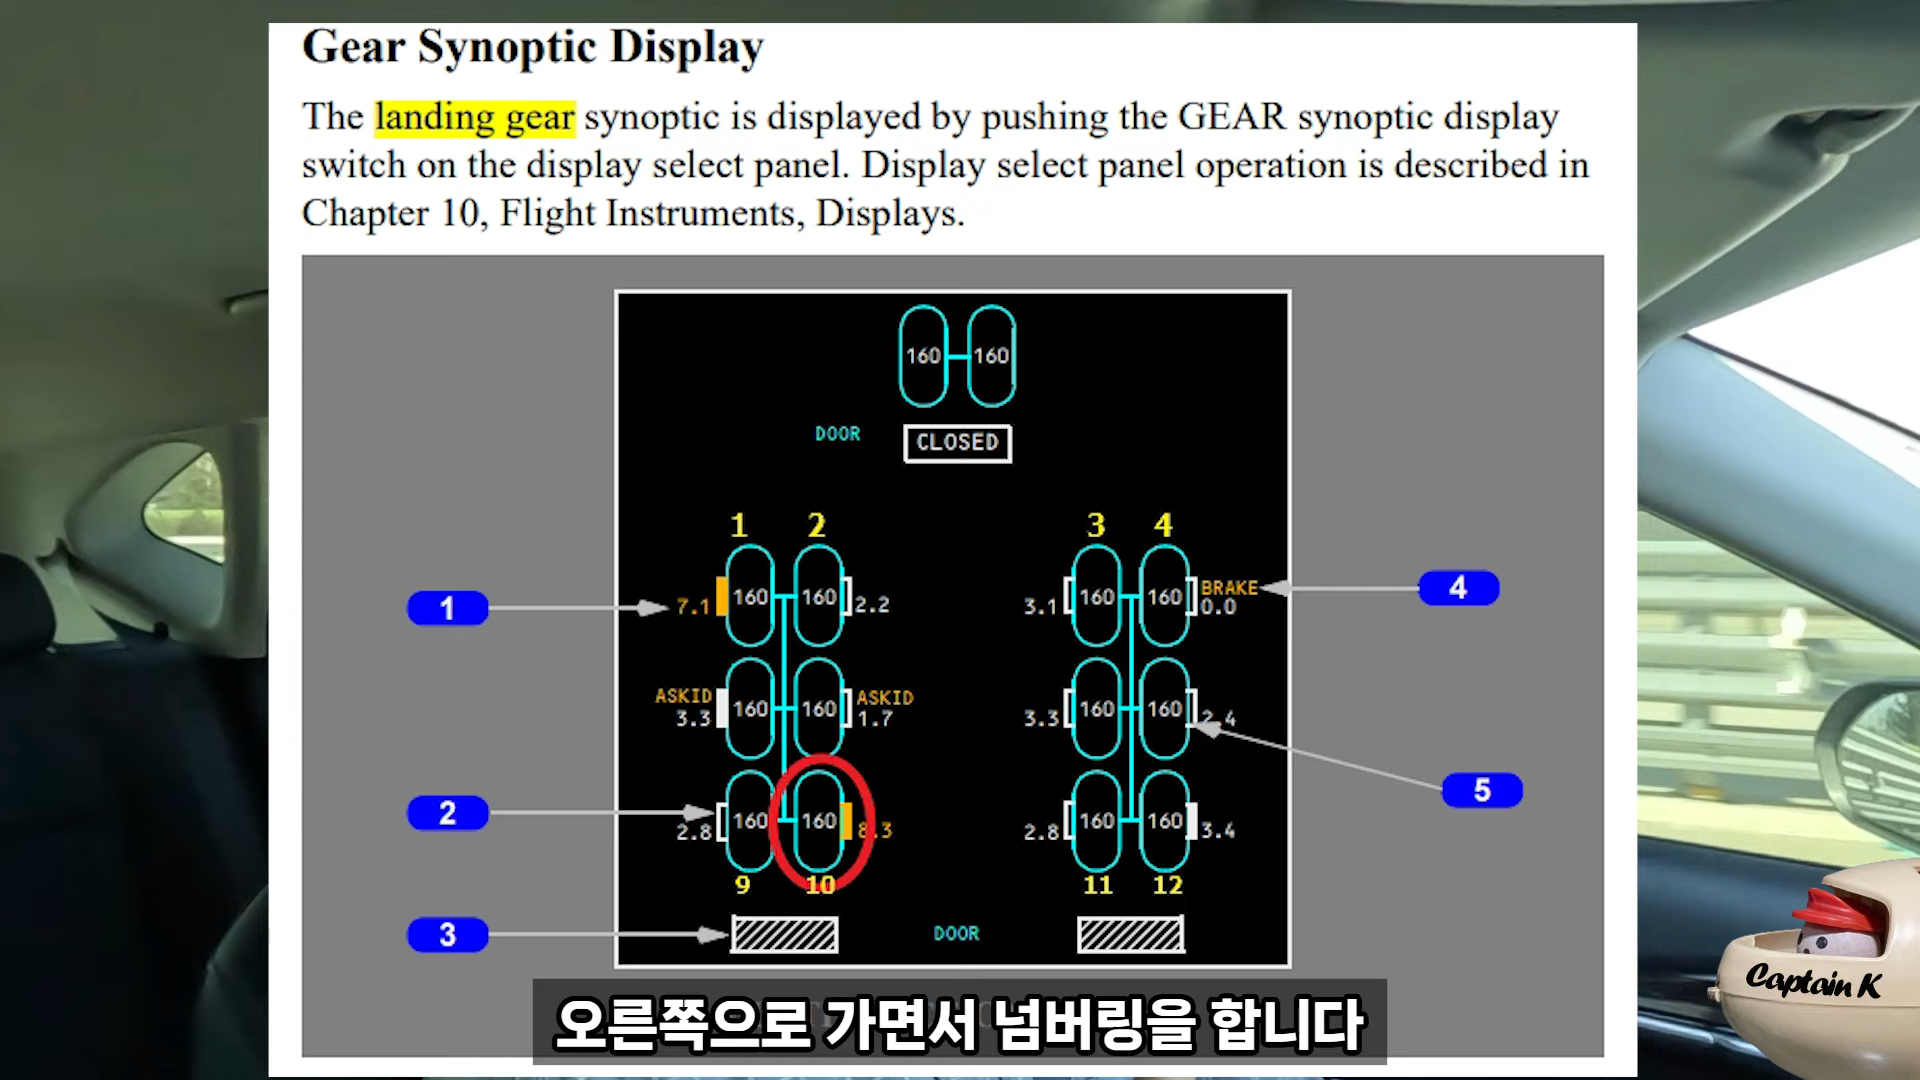 Gear Synoptic Display
The landing gear synoptic is displayed by pushing the GEAR synoptic display
switch on the display select panel. Display select panel operation is described in
Chapter 10, Flight Instruments, Displays.
160 160
DOOR CLOSED
1 2 3 4
1 7.1 160 160 2.2 3.1 160 160 BRAKE 0.0 4
ASKID 3.3 160 160 ASKID 1.7 3.3 160 160 2.4
5
2 2.8 160 160 8.3 2.8 160 160 3.4
9 10 11 12
3 DOOR
Captain K
오른쪽으로 가면서 넘버링을 합니다